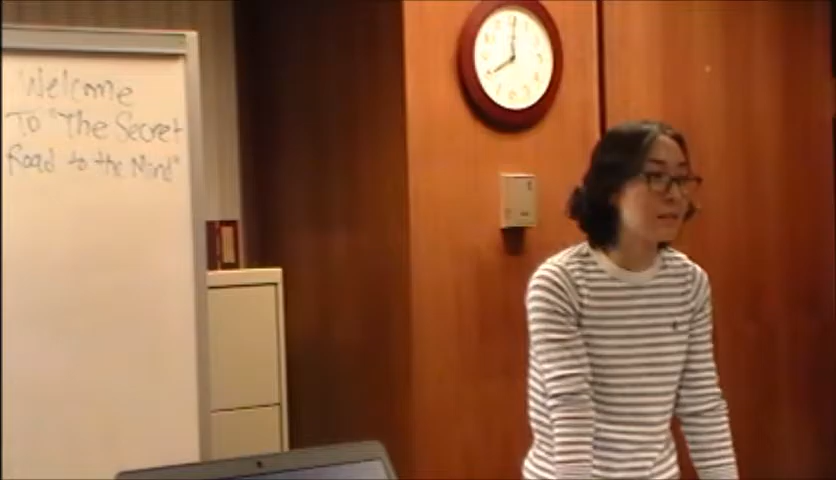 Welcome
To "The Secret
Road to the Mind"